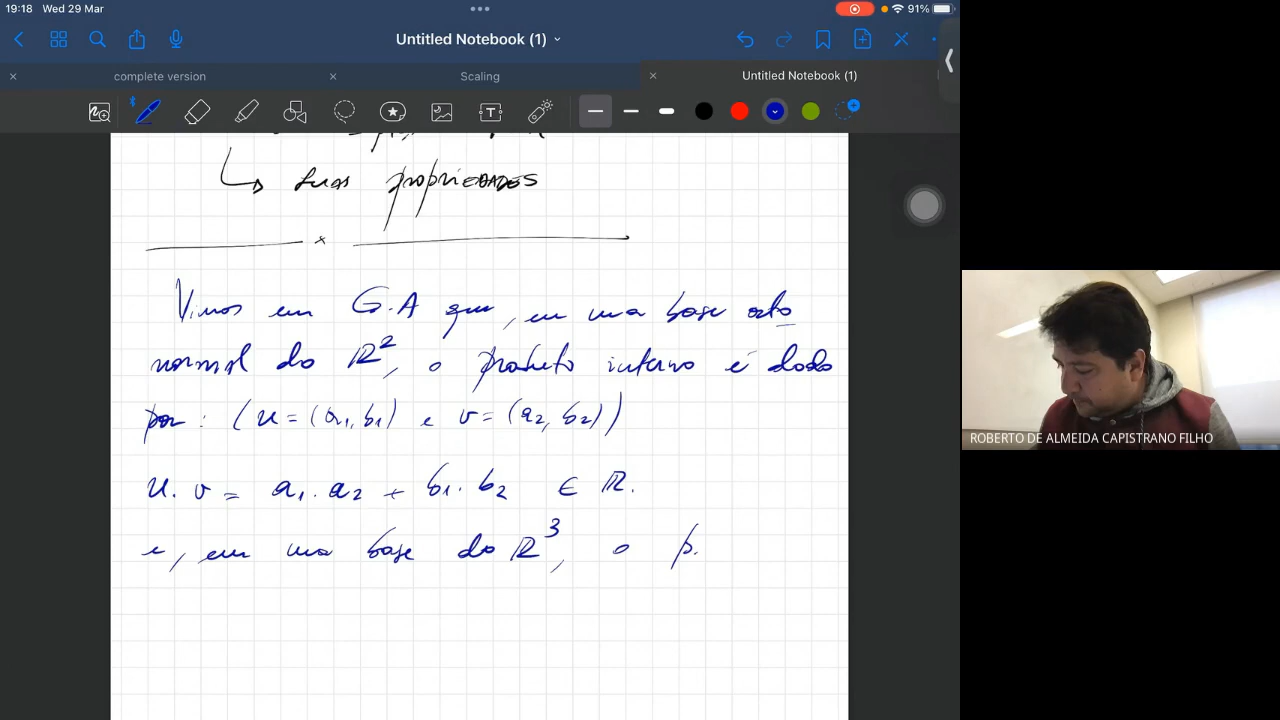 19:18 Wed 29 Mar
91%
Untitled Notebook (1)
complete version
Scaling
Untitled Notebook (1)
T
↳ suas propriedades
x
Vimos em G.A que, em uma base orto
normal do ℝ², o produto interno é dado
por: (u = (a₁, b₁) e v = (a₂, b₂))
u. v = a₁. a₂ + b₁. b₂ ∈ ℝ.
e, em uma base do ℝ³, o p.
ROBERTO DE ALMEIDA CAPISTRANO FILHO